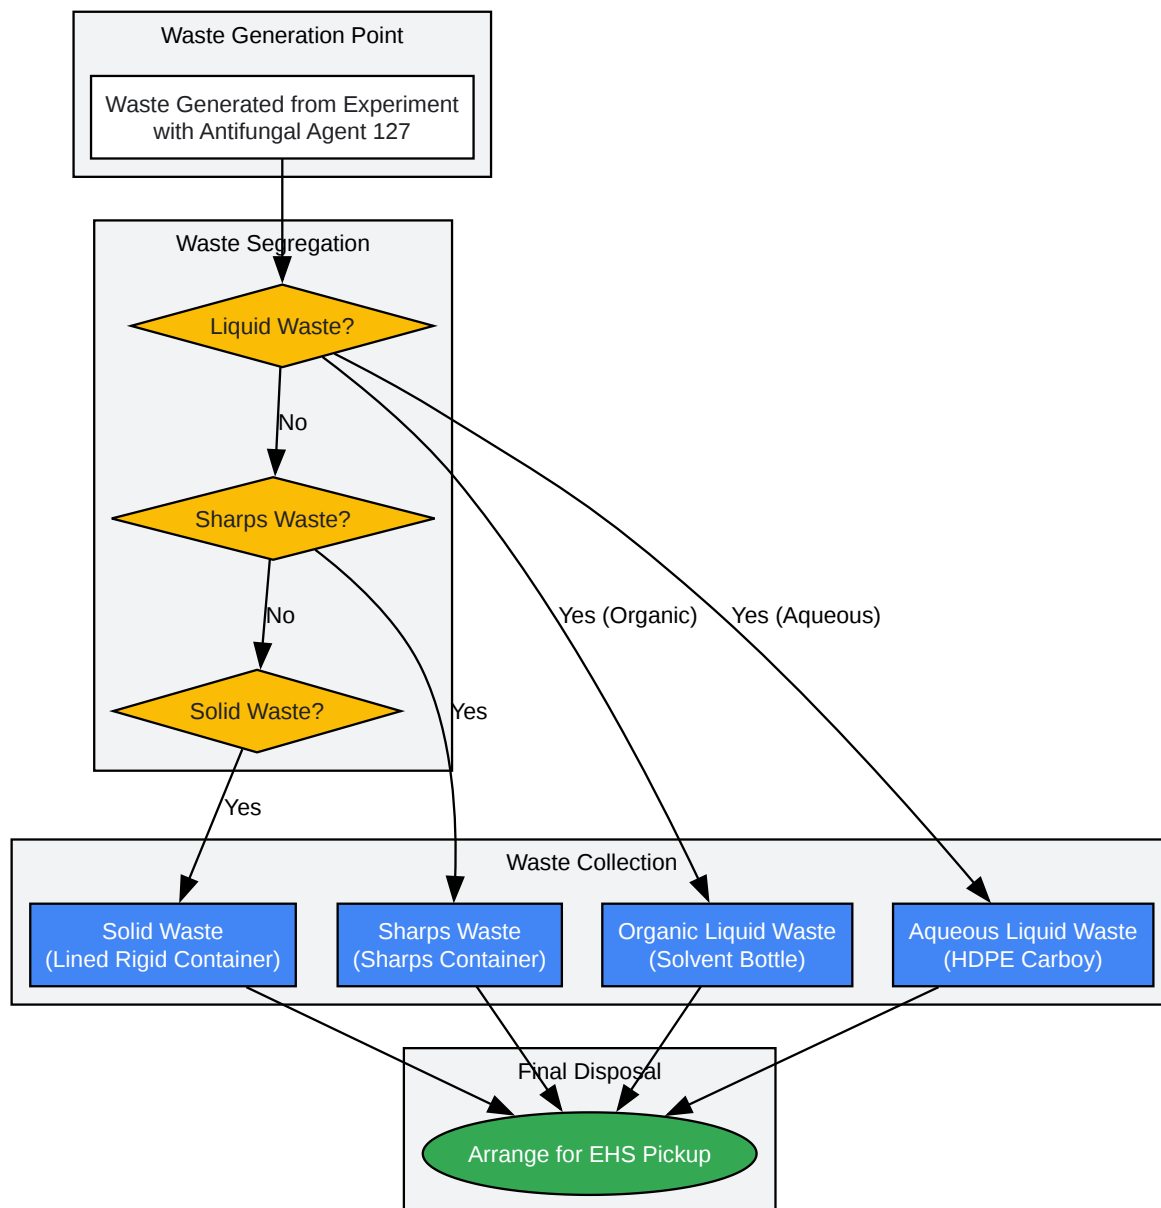 Waste Generation Point
Waste Generated from Experiment
with Antifungal Agent 127
Waste Segregation
Liquid Waste?
No
Sharps Waste?
No
Yes (Organic)
Yes (Aqueous)
Solid Waste?
Yes
Yes
Waste Collection
Solid Waste
(Lined Rigid Container)
Sharps Waste
(Sharps Container)
Organic Liquid Waste
(Solvent Bottle)
Aqueous Liquid Waste
(HDPE Carboy)
Final Disposal
Arrange for EHS Pickup